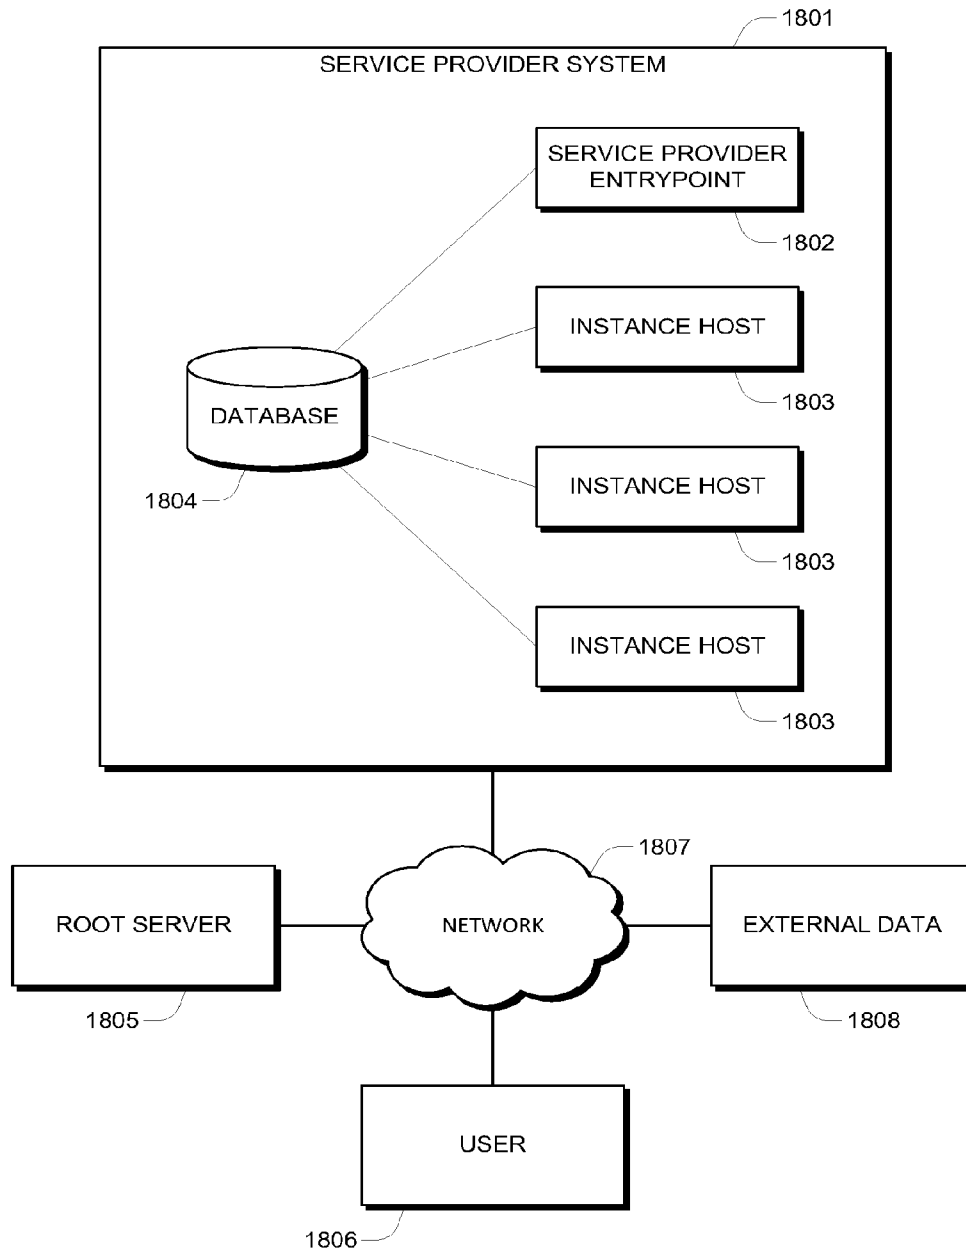 1801
SERVICE PROVIDER SYSTEM
SERVICE PROVIDER
ENTRYPOINT
1802
INSTANCE HOST
1803
DATABASE
1804
INSTANCE HOST
1803
INSTANCE HOST
1803
1807
ROOT SERVER
NETWORK
EXTERNAL DATA
1805
1808
USER
1806